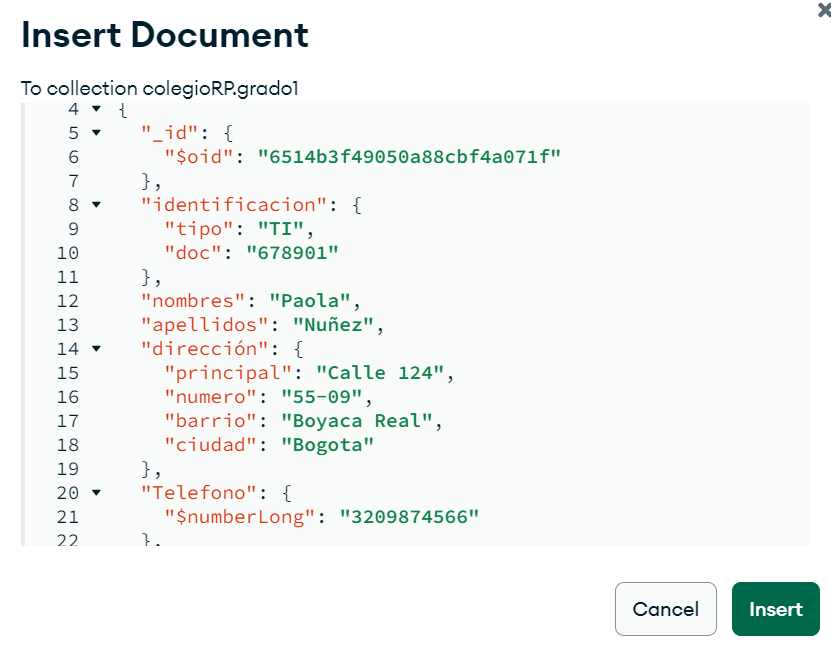 Insert Document
To collection colegioRP.grado1
4 {
5 "_id": {
6 "$oid": "6514b3f49050a88cbf4a071f"
7 },
8 "identificacion": {
9 "tipo": "TI",
10 "doc": "678901"
11 },
12 "nombres": "Paola",
13 "apellidos": "Nuñez",
14 "dirección": {
15 "principal": "Calle 124",
16 "numero": "55-09",
17 "barrio": "Boyaca Real",
18 "ciudad": "Bogota"
19 },
20 "Telefono": {
21 "$numberLong": "3209874566"
22 },
Cancel Insert